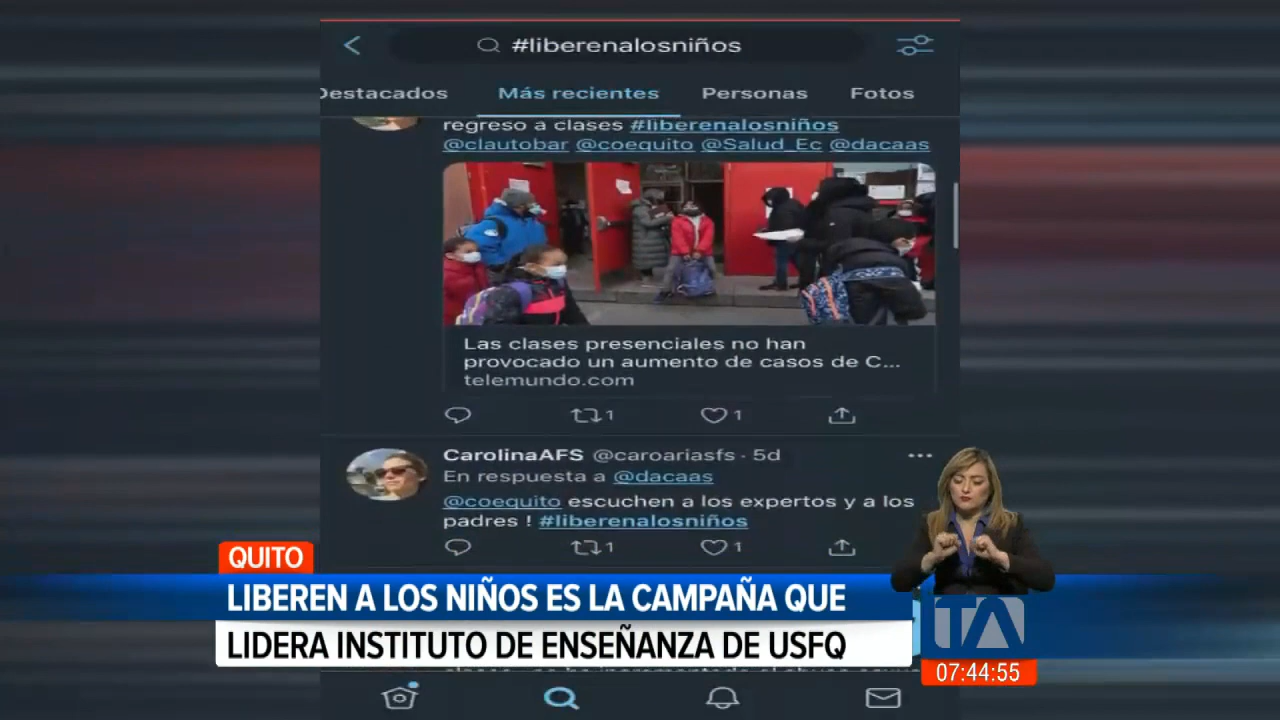 #liberenalosniños
Destacados
Más recientes
Personas
Fotos
regreso a clases #liberenalosniños
@clautobar @coequito @Salud_Ec @dacaas
Las clases presenciales no han
provocado un aumento de casos de C...
telemundo.com
1
1
CarolinaAFS @caroariasfs · 5d
En respuesta a @dacaas
@coequito escuchen a los expertos y a los
padres ! #liberenalosniños
1
1
QUITO
LIBEREN A LOS NIÑOS ES LA CAMPAÑA QUE
LIDERA INSTITUTO DE ENSEÑANZA DE USFQ
TA
07:44:55